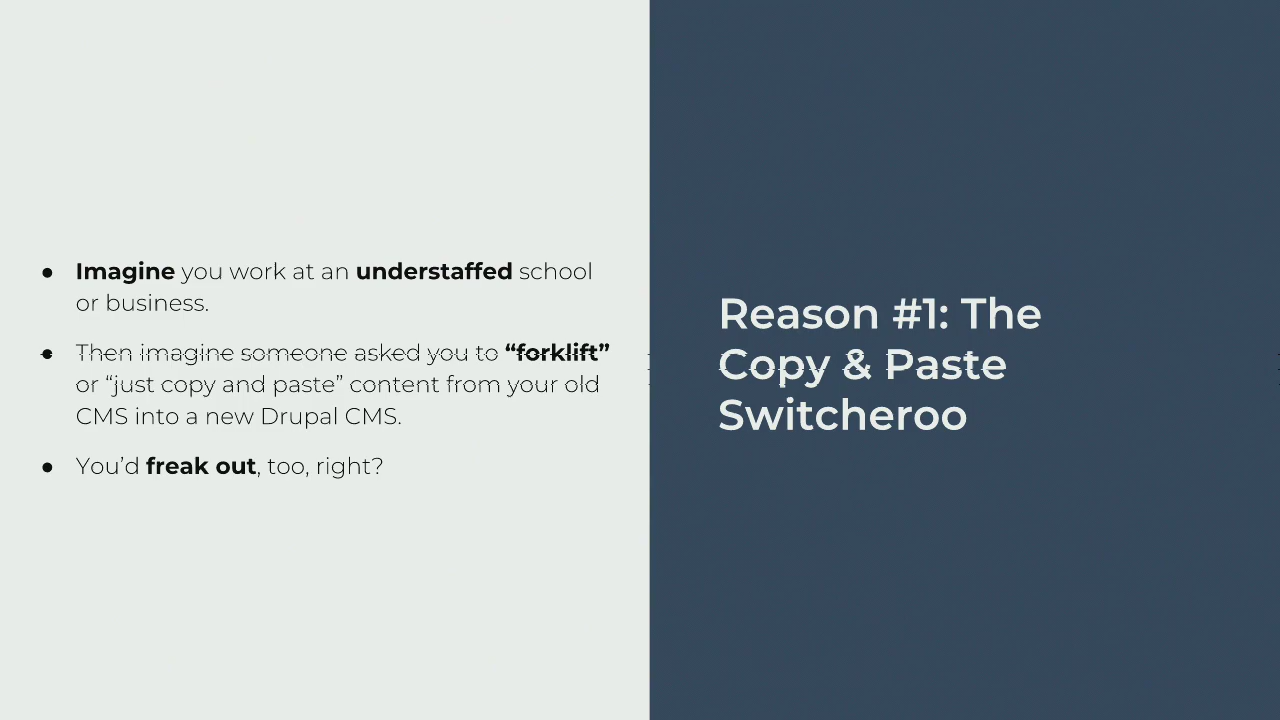 ● Imagine you work at an understaffed school
or business.
● Then imagine someone asked you to “forklift”
or “just copy and paste” content from your old
CMS into a new Drupal CMS.
● You’d freak out, too, right?
Reason #1: The
Copy & Paste
Switcheroo